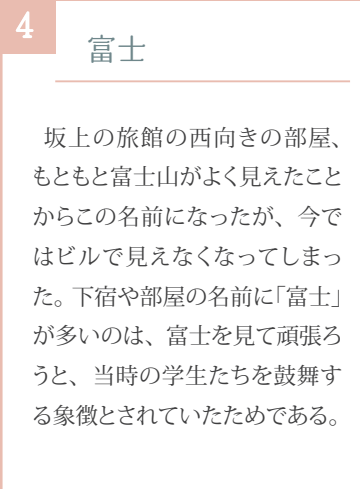 4
富士
坂上の旅館の西向きの部屋、
もともと富士山がよく見えたこと
からこの名前になったが、今で
はビルで見えなくなってしまっ
た。下宿や部屋の名前に「富士」
が多いのは、富士を見て頑張ろ
うと、当時の学生たちを鼓舞す
る象徴とされていたためである。